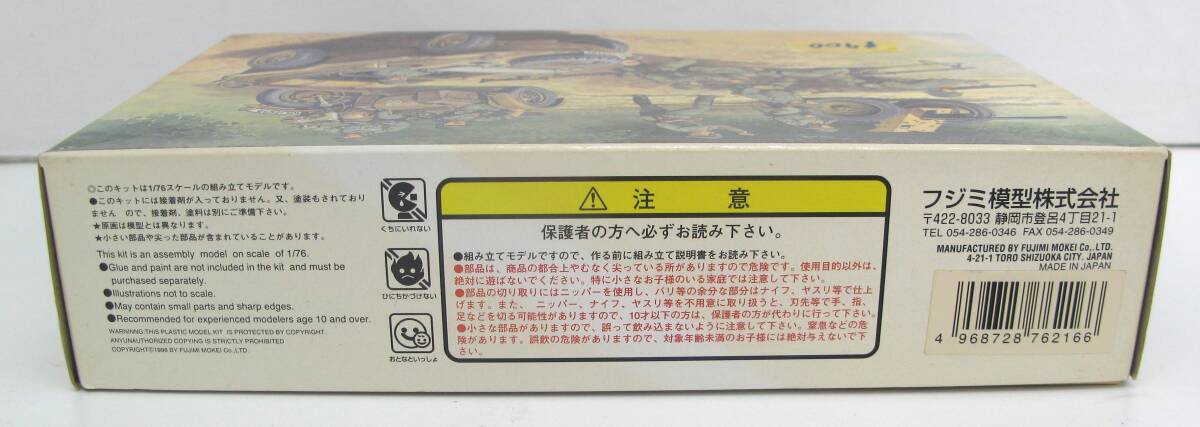 ◎このキットは1/76スケールの組み立てモデルです。
●このキットには接着剤が入っておりません。又、塗装もされており
ません　ので、接着剤、塗料は別にご準備下さい。
★原画は模型とは異なります。
★小さい部品や尖った部品が含まれていることがあります。
This kit is an assembly model on scale of 1/76.
●Glue and paint are not included in the kit and must be
purchased separately.
●Illustrations not to scale.
●May contain small parts and sharp edges.
●Recommended for experienced modelers age 10 and over.
WARNING THIS PLASTIC MODEL KIT IS PROTECTED BY COPYRIGHT.
ANYUNAUTHORIZED COPYING IS STRICTLY PROHIBITED
COPYRIGHT©1998 BY FUJIMI MOKEI Co.,LTD.
くちにいれない
ひにちかづけない
おとなといっしょ
注意
保護者の方へ必ずお読み下さい。
●組み立てモデルですので、作る前に組み立て説明書をお読み下さい。
●部品は、商品の都合上やむなく尖っている所がありますので危険です。使用目的以外は、
絶対に遊ばないでください。特に小さなお子様のいる家庭では注意して下さい。
●部品の切り取りにはニッパーを使用し、バリ等の余分な部分はナイフ、ヤスリ等で仕上
げます。また、ニッパー、ナイフ、ヤスリ等を不用意に取り扱うと、刃先等で手、指、
足などを切る可能性がありますので、10才以下の方は、保護者の方が代わりに行って下さい。
●小さな部品がありますので、誤って飲み込まないように注意して下さい。窒息などの危
険があります。誤飲の危険がありますので、対象年齢未満のお子様には絶対与えないで下
さい。
フジミ模型株式会社
〒422-8033 静岡市登呂4丁目21-1
TEL 054-286-0346 FAX 054-286-0349
MANUFACTURED BY FUJIMI MOKEI Co., LTD.
4-21-1 TORO SHIZUOKA CITY. JAPAN
MADE IN JAPAN
4 968728 762166